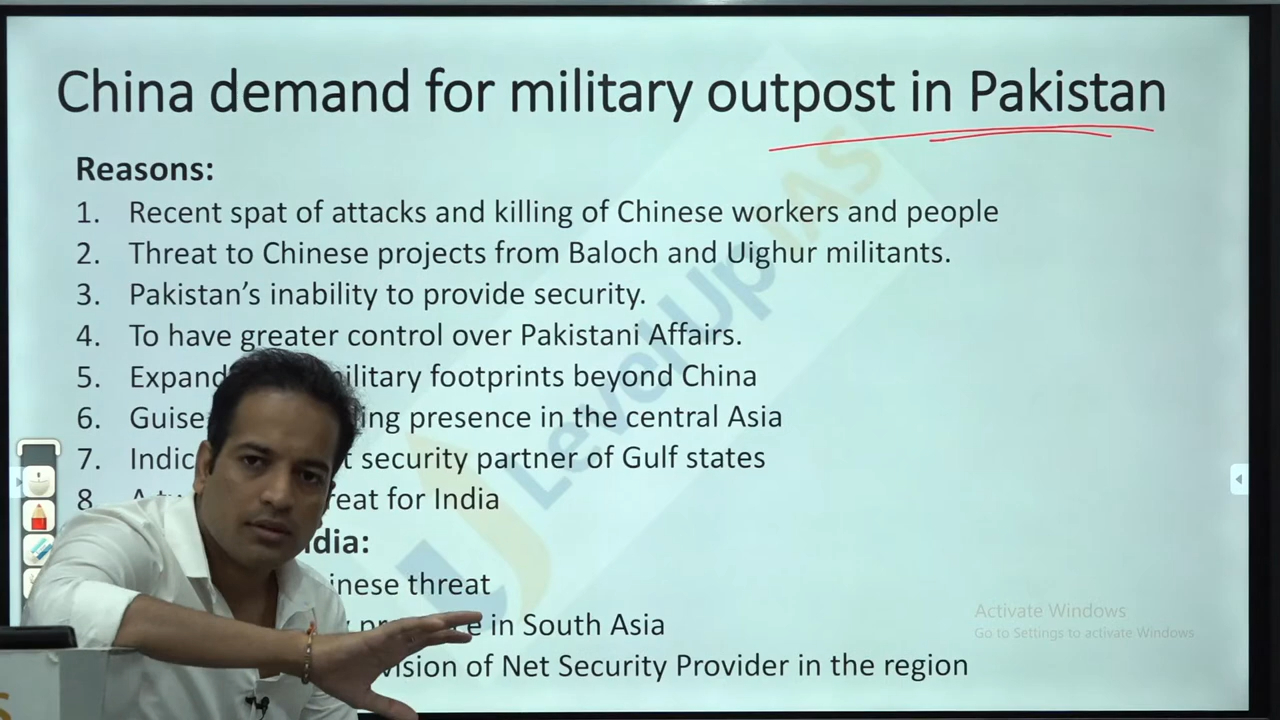 China demand for military outpost in Pakistan
Reasons:
1. Recent spat of attacks and killing of Chinese workers and people
2. Threat to Chinese projects from Baloch and Uighur militants.
3. Pakistan's inability to provide security.
4. To have greater control over Pakistani Affairs.
5. Expand military footprints beyond China
6. Guise presence in the central Asia
7. security partner of Gulf states
8. for India
threat
in South Asia
vision of Net Security Provider in the region
LevelUp IAS
Activate Windows
Go to Settings to activate Windows